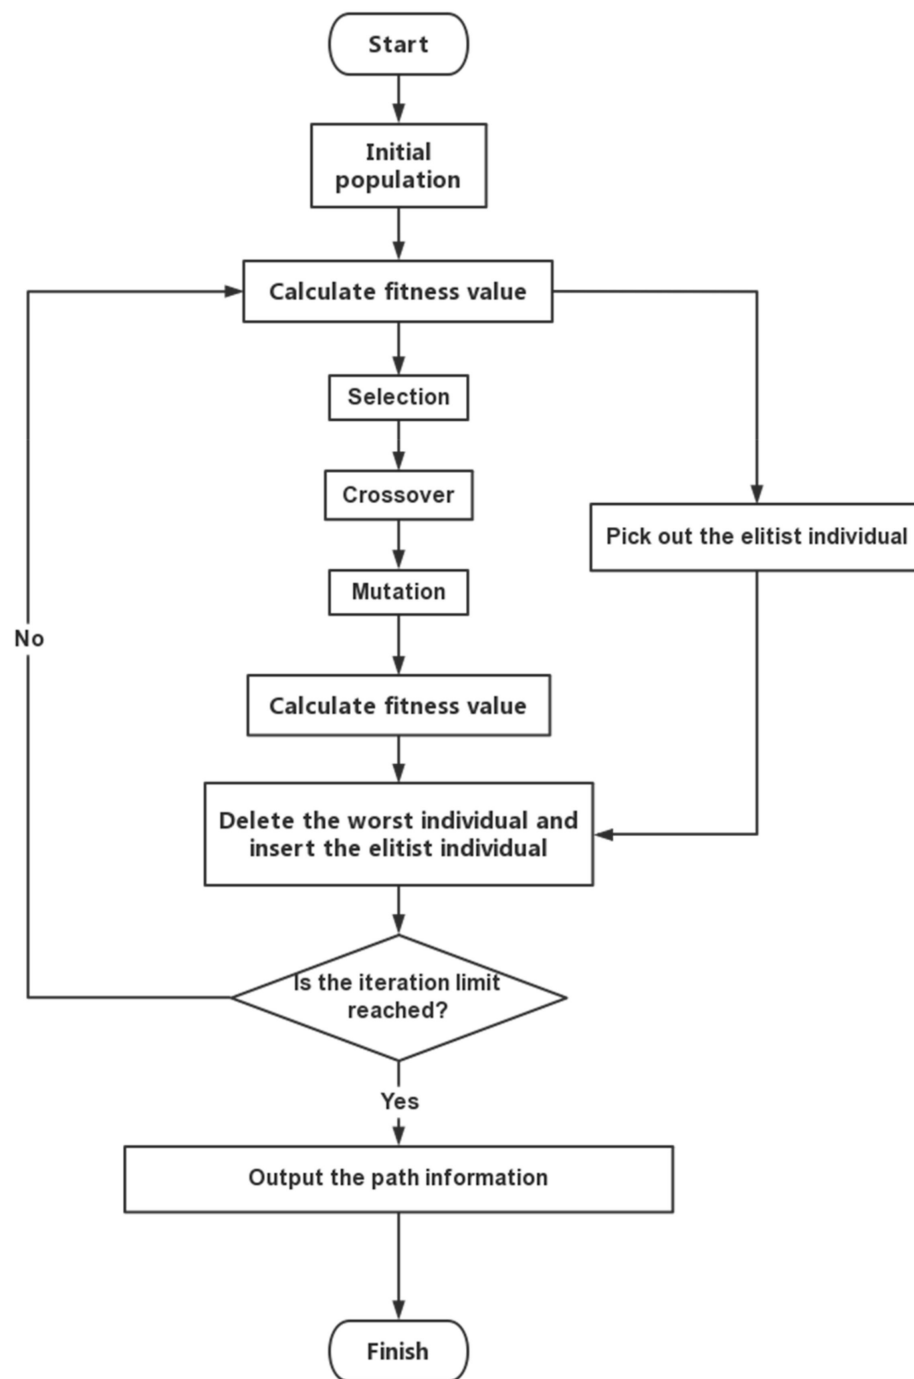 Start
Initial
population
Calculate fitness value
Selection
Crossover
Pick out the elitist individual
Mutation
No
Calculate fitness value
Delete the worst individual and
insert the elitist individual
Is the iteration limit
reached?
Yes
Output the path information
Finish